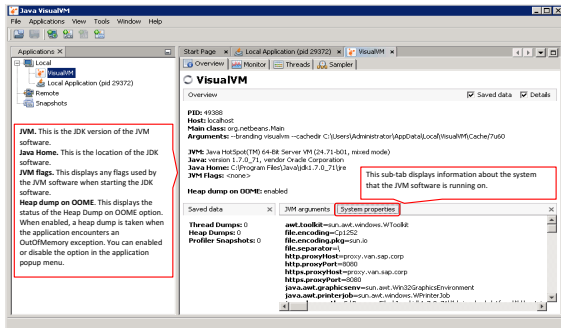 Java VisualVM
File Applications View Tools Window Help
Applications ×
Local
VisualVM
Local Application (pid 29372)
Remote
Snapshots
JVM. This is the JDK version of the JVM
software.
Java Home. This is the location of the JDK
software.
JVM flags. This displays any flags used by
the JVM software when starting the JDK
software.
Heap dump on OOME. This displays the
status of the Heap Dump on OOME option.
When enabled, a heap dump is taken when
the application encounters an
OutOfMemory exception. You can enabled
or disable the option in the application
popup menu.
Start Page × Local Application (pid 29372) × VisualVM ×
Overview Monitor Threads Sampler
VisualVM
Overview Saved data Details
PID: 49388
Host: localhost
Main class: org.netbeans.Main
Arguments: --branding visualvm --cachedir C:\Users\Administrator\AppData\Local\VisualVM\Cache/7u60
JVM: Java HotSpot(TM) 64-Bit Server VM (24.71-b01, mixed mode)
Java: version 1.7.0_71, vendor Oracle Corporation
Java Home: C:\Program Files\Java\jdk1.7.0_71\jre
JVM Flags: <none>
Heap dump on OOME: enabled
This sub-tab displays information about the system
that the JVM software is running on.
Saved data ×
Thread Dumps: 0
Heap Dumps: 0
Profiler Snapshots: 0
JVM arguments System properties ×
awt.toolkit=sun.awt.windows.WToolkit
file.encoding=Cp1252
file.encoding.pkg=sun.io
file.separator=\
http.proxyHost=proxy.van.sap.corp
http.proxyPort=8080
https.proxyHost=proxy.van.sap.corp
https.proxyPort=8080
java.awt.graphicsenv=sun.awt.Win32GraphicsEnvironment
java.awt.printerjob=sun.awt.windows.WPrinterJob